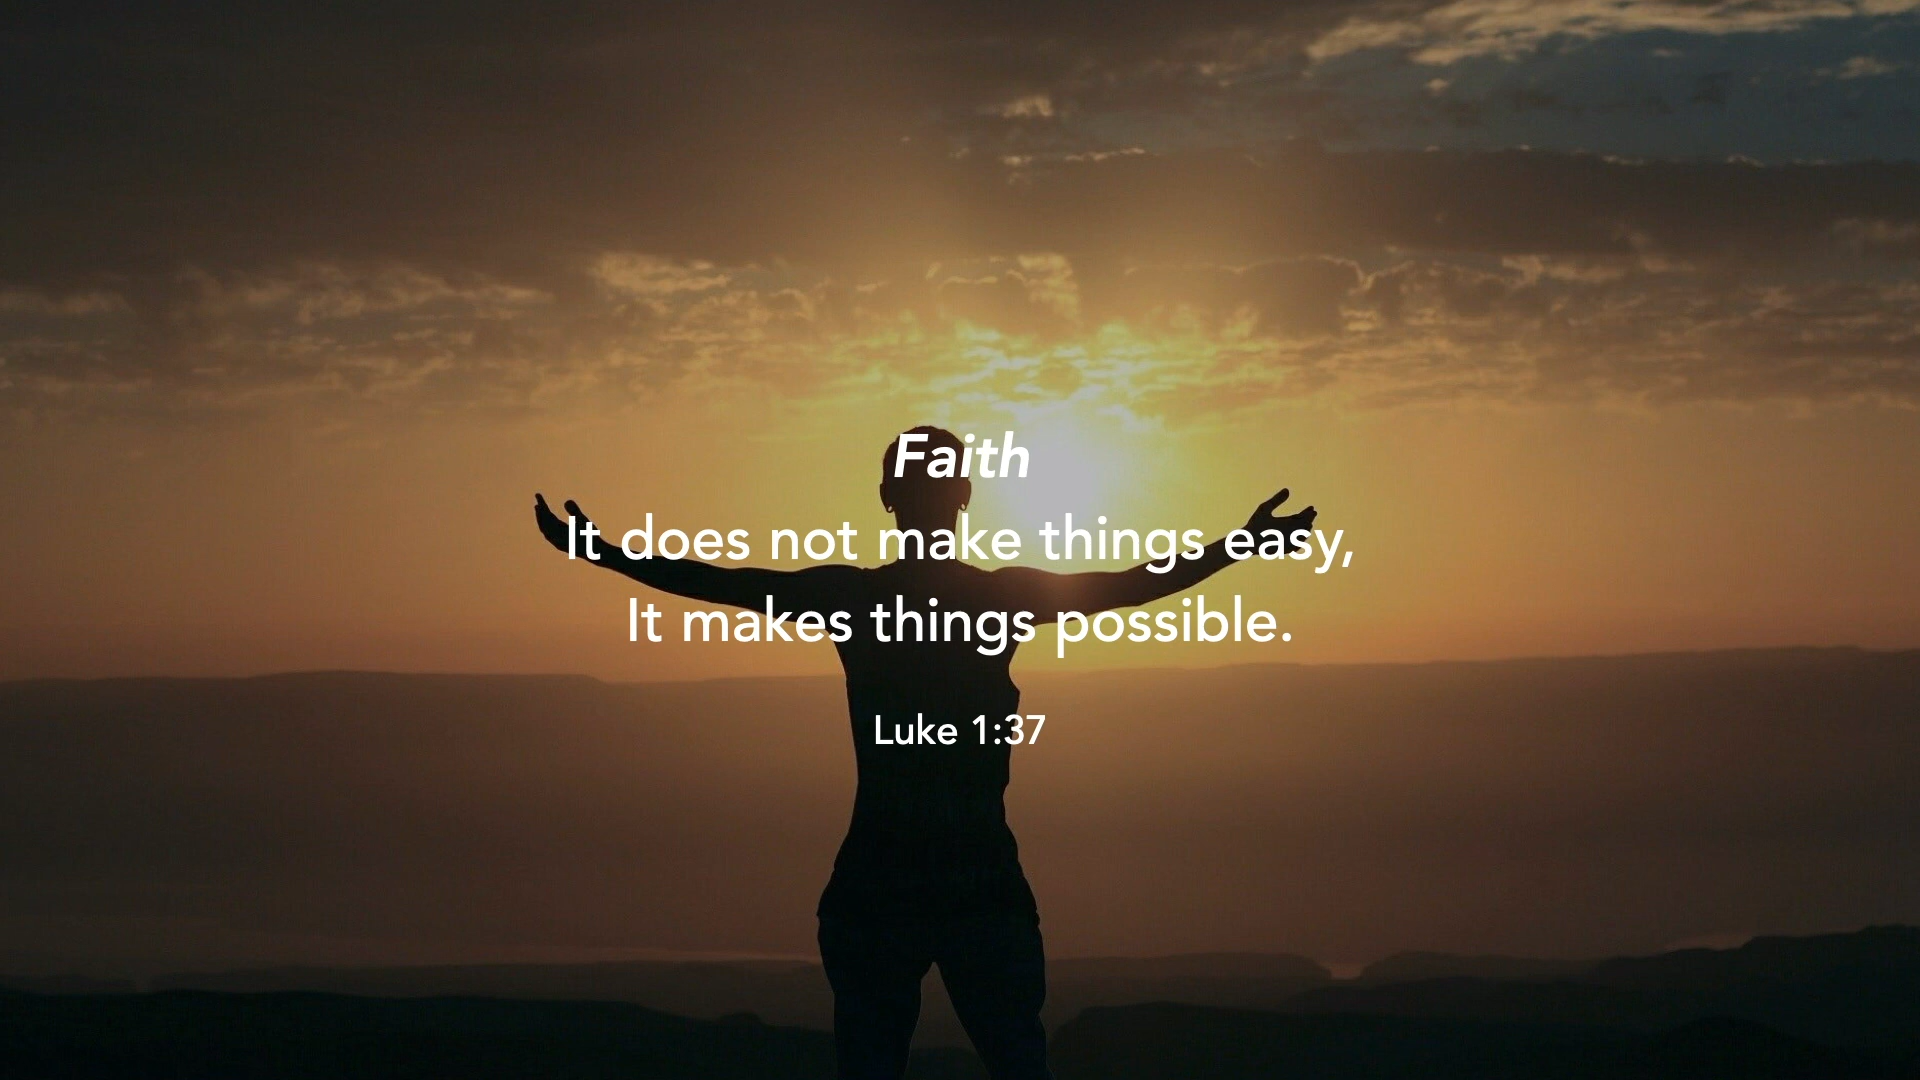 Faith
It does not make things easy,
It makes things possible.
Luke 1:37